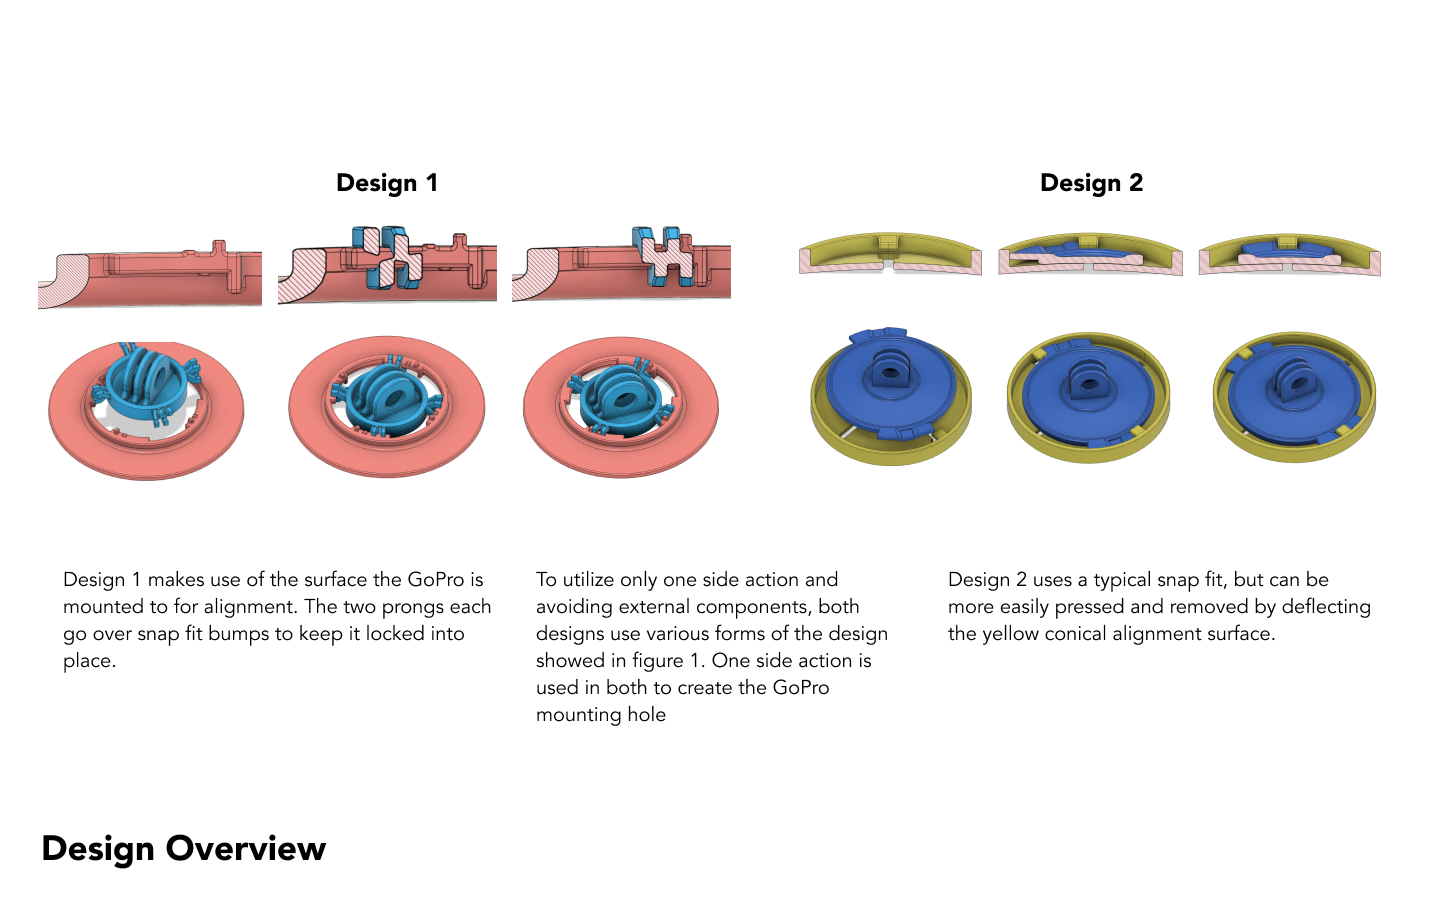 Design 1
Design 2
Design 1 makes use of the surface the GoPro is
mounted to for alignment. The two prongs each
go over snap fit bumps to keep it locked into
place.
To utilize only one side action and
avoiding external components, both
designs use various forms of the design
showed in figure 1. One side action is
used in both to create the GoPro
mounting hole
Design 2 uses a typical snap fit, but can be
more easily pressed and removed by deflecting
the yellow conical alignment surface.
Design Overview